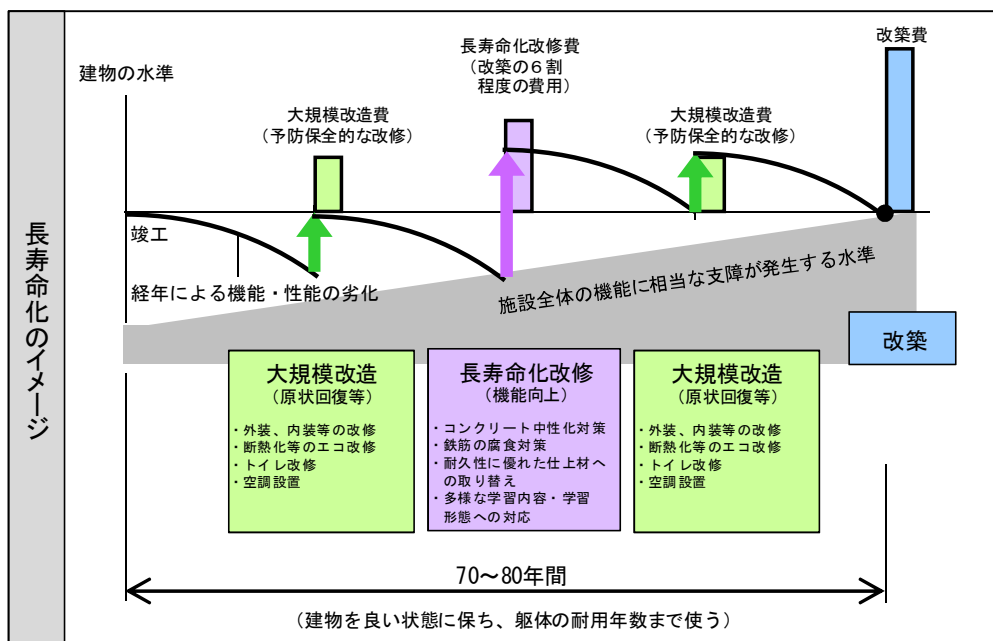 長寿命化のイメージ
建物の水準
大規模改造費
（予防保全的な改修）
長寿命化改修費
（改築の６割
程度の費用）
大規模改造費
（予防保全的な改修）
改築費
竣工
経年による機能・性能の劣化
施設全体の機能に相当な支障が発生する水準
改築
大規模改造
（原状回復等）
・外装、内装等の改修
・断熱化等のエコ改修
・トイレ改修
・空調設置
長寿命化改修
（機能向上）
・コンクリート中性化対策
・鉄筋の腐食対策
・耐久性に優れた仕上材へ
の取り替え
・多様な学習内容・学習
形態への対応
大規模改造
（原状回復等）
・外装、内装等の改修
・断熱化等のエコ改修
・トイレ改修
・空調設置
70～80年間
（建物を良い状態に保ち、躯体の耐用年数まで使う）